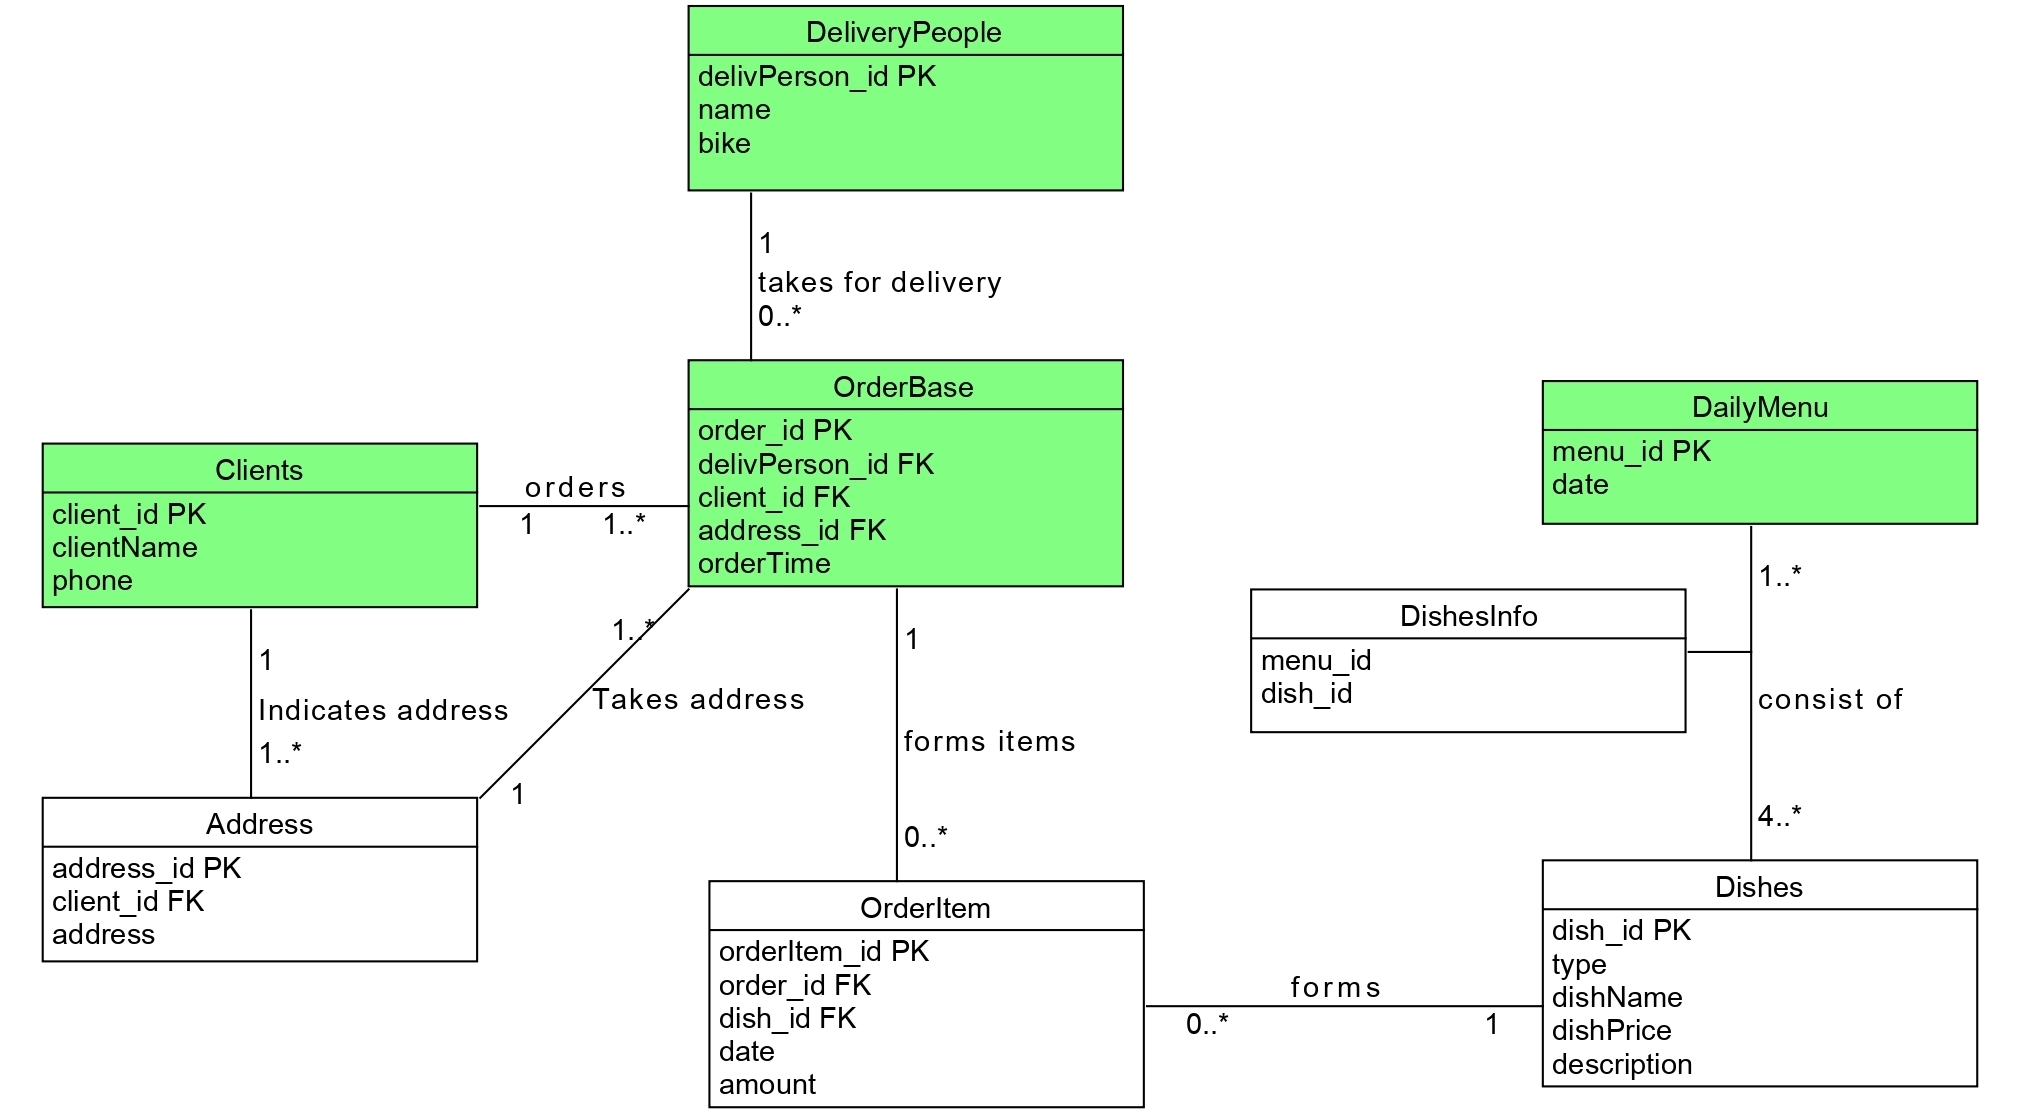 DeliveryPeople
delivPerson_id PK
name
bike
1
takes for delivery
0..*
OrderBase
order_id PK
delivPerson_id FK
client_id FK
address_id FK
orderTime
Clients
client_id PK
clientName
phone
orders
1 1..*
DailyMenu
menu_id PK
date
1..*
DishesInfo
menu_id
dish_id
consist of
4..*
1
Indicates address
1..*
1..*
Takes address
1
1
forms items
0..*
Address
address_id PK
client_id FK
address
OrderItem
orderItem_id PK
order_id FK
dish_id FK
date
amount
forms
0..* 1
Dishes
dish_id PK
type
dishName
dishPrice
description